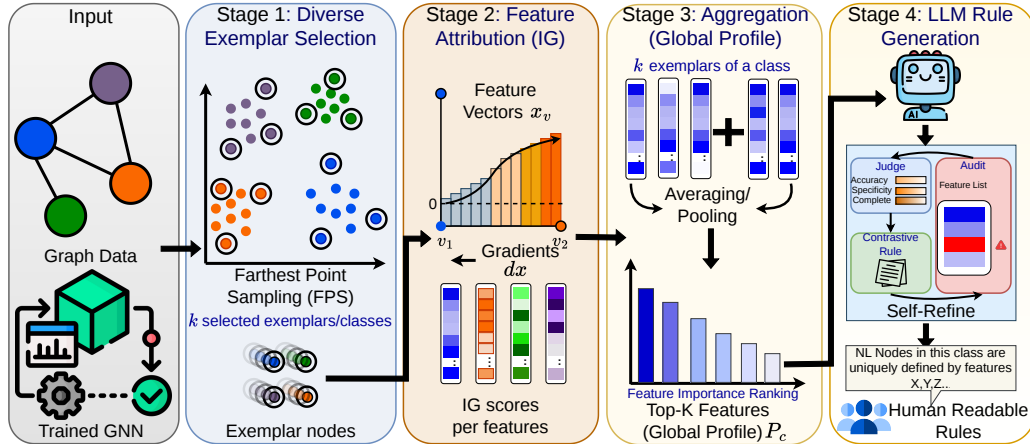 Input
Graph Data
Trained GNN
Stage 1: Diverse
Exemplar Selection
Farthest Point
Sampling (FPS)
k selected exemplars/classes
Exemplar nodes
Stage 2: Feature
Attribution (IG)
Feature
Vectors x_v
0
v_1
v_2
Gradients
dx
IG scores
per features
Stage 3: Aggregation
(Global Profile)
k exemplars of a class
Averaging/
Pooling
Feature Importance Ranking
Top-K Features
(Global Profile) P_c
Stage 4: LLM Rule
Generation
AI
Judge
Accuracy
Specificity
Complete
Contrastive
Rule
Audit
Feature List
Self-Refine
NL Nodes in this class are
uniquely defined by features
X,Y,Z...
Human Readable
Rules